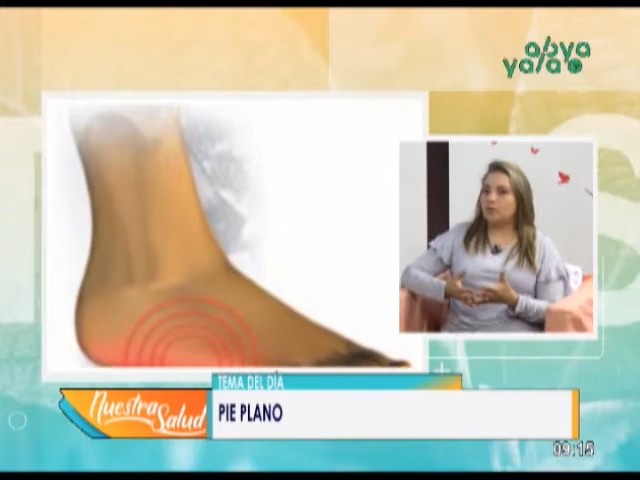 abya
yala
TEMA DEL DÍA
Nuestra Salud
PIE PLANO
09:15